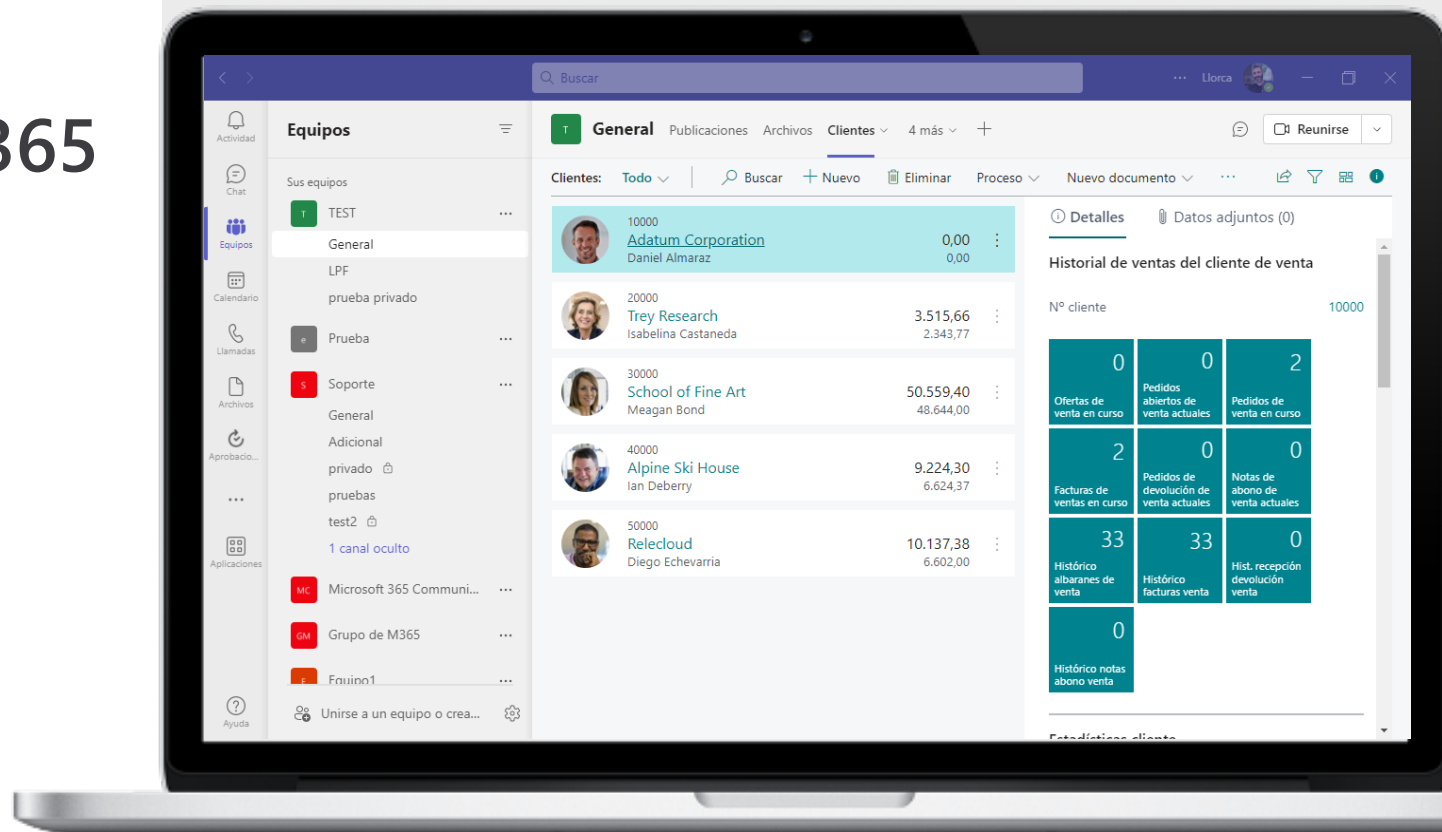 365
Buscar
Llorca
Actividad
Chat
Equipos
Calendario
Llamadas
Archivos
Aprobacio...
Aplicaciones
Ayuda
Equipos
Sus equipos
T TEST
General
LPF
prueba privado
e Prueba
S Soporte
General
Adicional
privado
pruebas
test2
1 canal oculto
MC Microsoft 365 Communi...
GM Grupo de M365
E Equipo1
Unirse a un equipo o crea...
T General Publicaciones Archivos Clientes 4 más
Reunirse
Clientes: Todo Buscar Nuevo Eliminar Proceso Nuevo documento
10000
Adatum Corporation 0,00
Daniel Almaraz 0,00
20000
Trey Research 3.515,66
Isabelina Castaneda 2.343,77
30000
School of Fine Art 50.559,40
Meagan Bond 48.644,00
40000
Alpine Ski House 9.224,30
Ian Deberry 6.624,37
50000
Relecloud 10.137,38
Diego Echevarria 6.602,00
Detalles Datos adjuntos (0)
Historial de ventas del cliente de venta
Nº cliente 10000
0
Ofertas de
venta en curso
0
Pedidos
abiertos de
venta actuales
2
Pedidos de
venta en curso
2
Facturas de
ventas en curso
0
Pedidos de
devolución de
venta actuales
0
Notas de
abono de
venta actuales
33
Histórico
albaranes de
venta
33
Histórico
facturas venta
0
Hist. recepción
devolución
venta
0
Histórico notas
abono venta
Estadísticas cliente